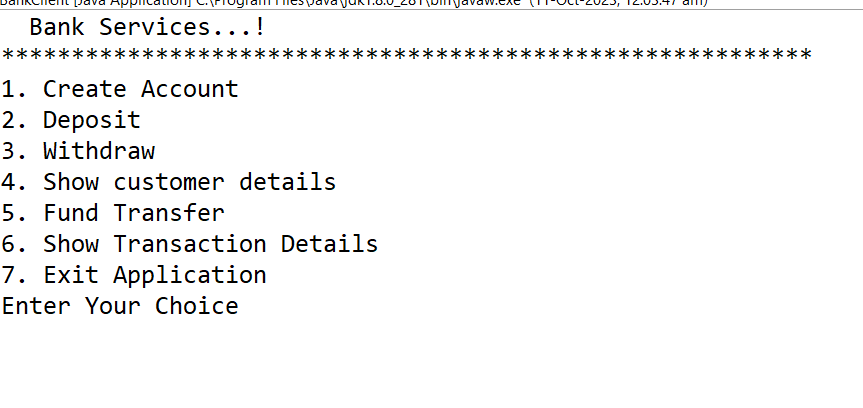 BankClient [Java Application] C:\Program Files\Java\jdk1.8.0_281\bin\javaw.exe (11-Oct-2023, 12:05:47 am)
Bank Services...!
**********************************************************
1. Create Account
2. Deposit
3. Withdraw
4. Show customer details
5. Fund Transfer
6. Show Transaction Details
7. Exit Application
Enter Your Choice